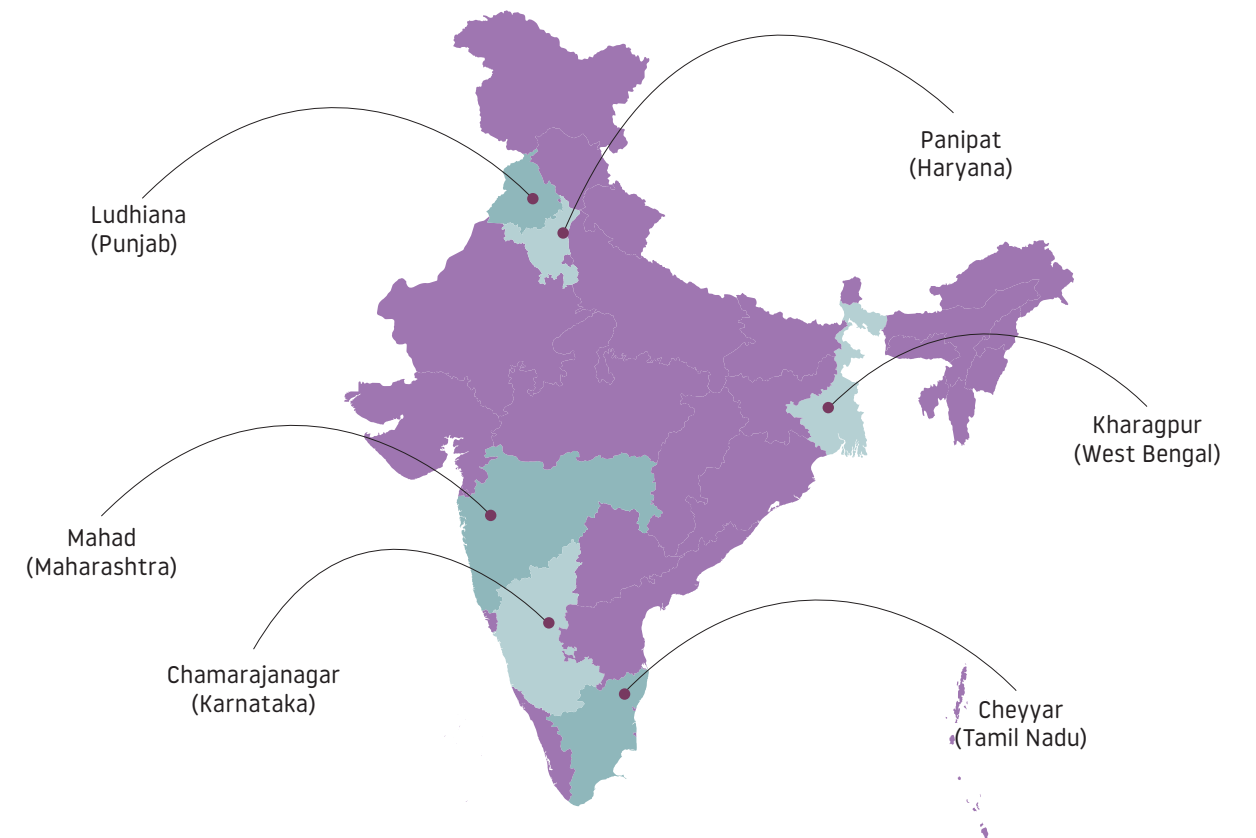 Panipat
(Haryana)
Ludhiana
(Punjab)
Kharagpur
(West Bengal)
Mahad
(Maharashtra)
Chamarajanagar
(Karnataka)
Cheyyar
(Tamil Nadu)